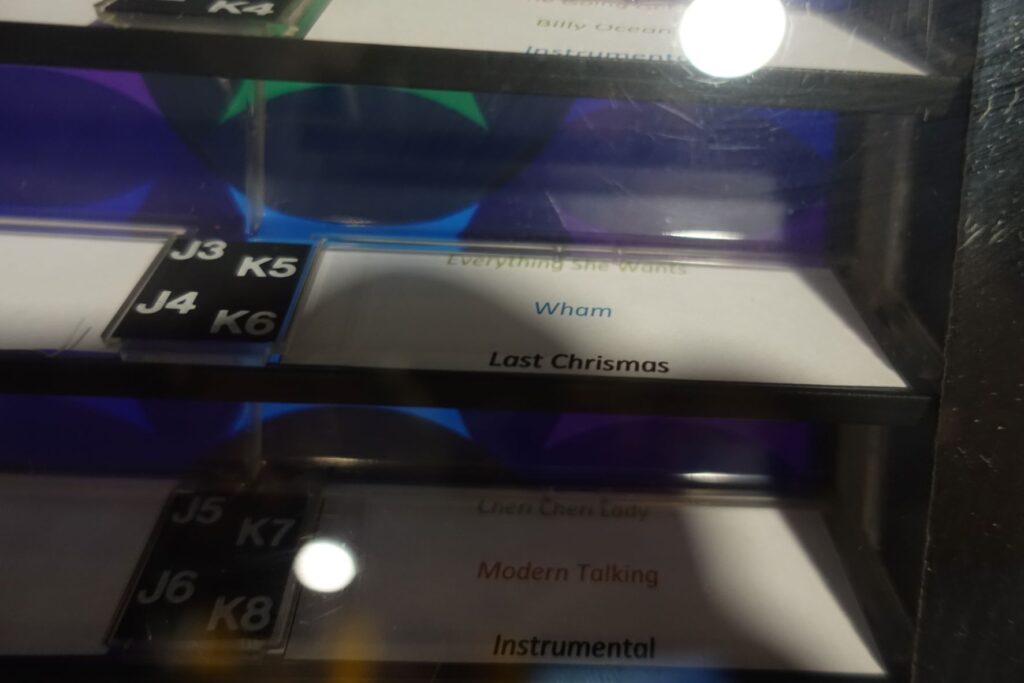 K4
Billy Ocean
Instrumental
J3 K5
J4 K6
Everything She Wants
Wham
Last Chrismas
J5 K7
J6 K8
Cheri Cheri Lady
Modern Talking
Instrumental